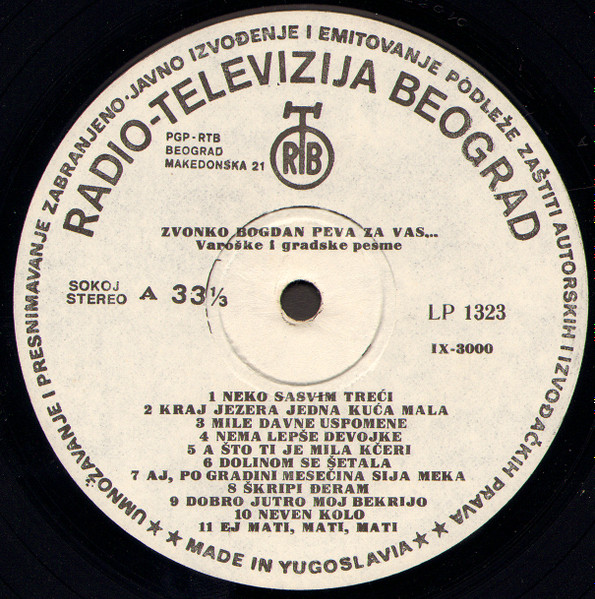 UMNOŽAVANJE I PRESNIMAVANJE ZABRANJENO · JAVNO IZVOĐENJE I EMITOVANJE PODLEŽE ZAŠTITI AUTORSKIH I IZVOĐAČKIH PRAVA
RADIO-TELEVIZIJA BEOGRAD
PGP-RTB
BEOGRAD
MAKEDONSKA 21
RTB
ZVONKO BOGDAN PEVA ZA VAS...
Varoške i gradske pesme
SOKOJ
STEREO A 33 1/3
LP 1323
IX-3000
1 NEKO SASVIM TREĆI
2 KRAJ JEZERA JEDNA KUĆA MALA
3 MILE DAVNE USPOMENE
4 NEMA LEPŠE DEVOJKE
5 A ŠTO TI JE MILA KĆERI
6 DOLINOM SE ŠETALA
7 AJ, PO GRADINI MESEČINA SIJA MEKA
8 ŠKRIPI ĐERAM
9 DOBRO JUTRO MOJ BEKRIJO
10 NEVEN KOLO
11 EJ MATI, MATI, MATI
★ ★ MADE IN YUGOSLAVIA ★ ★